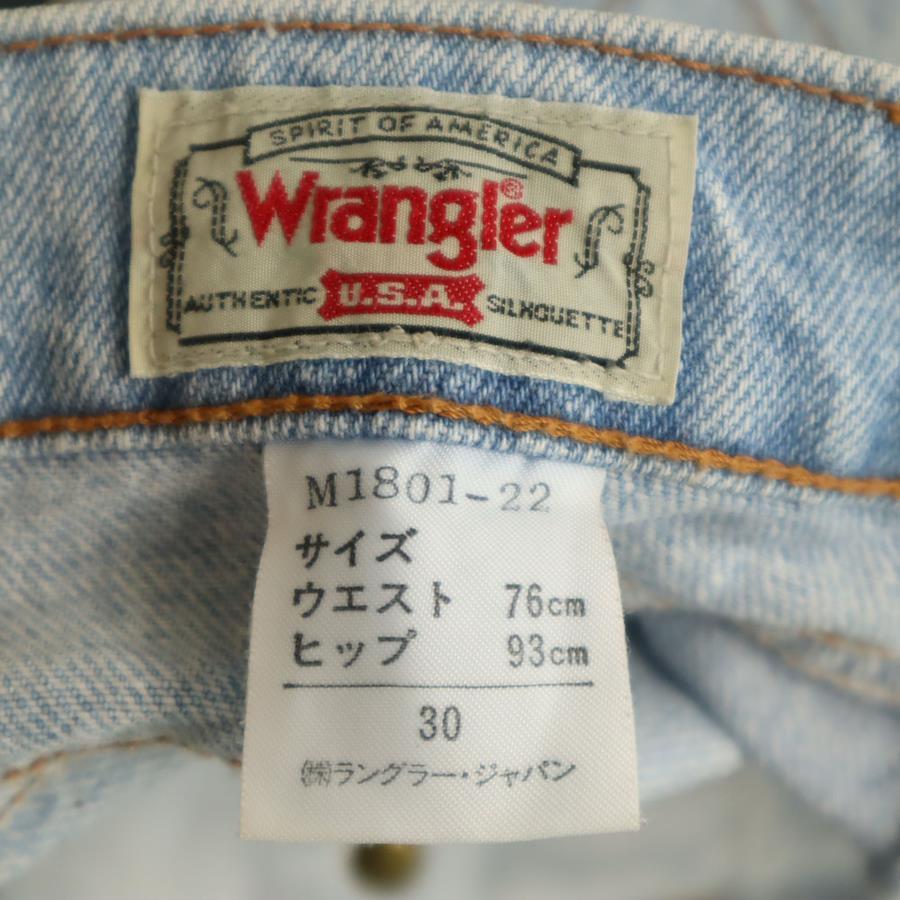 SPIRIT OF AMERICA
Wrangler®
AUTHENTIC U.S.A. SILHOUETTE
M1801-22
サイズ
ウエスト 76cm
ヒップ 93cm
30
㈱ラングラー・ジャパン